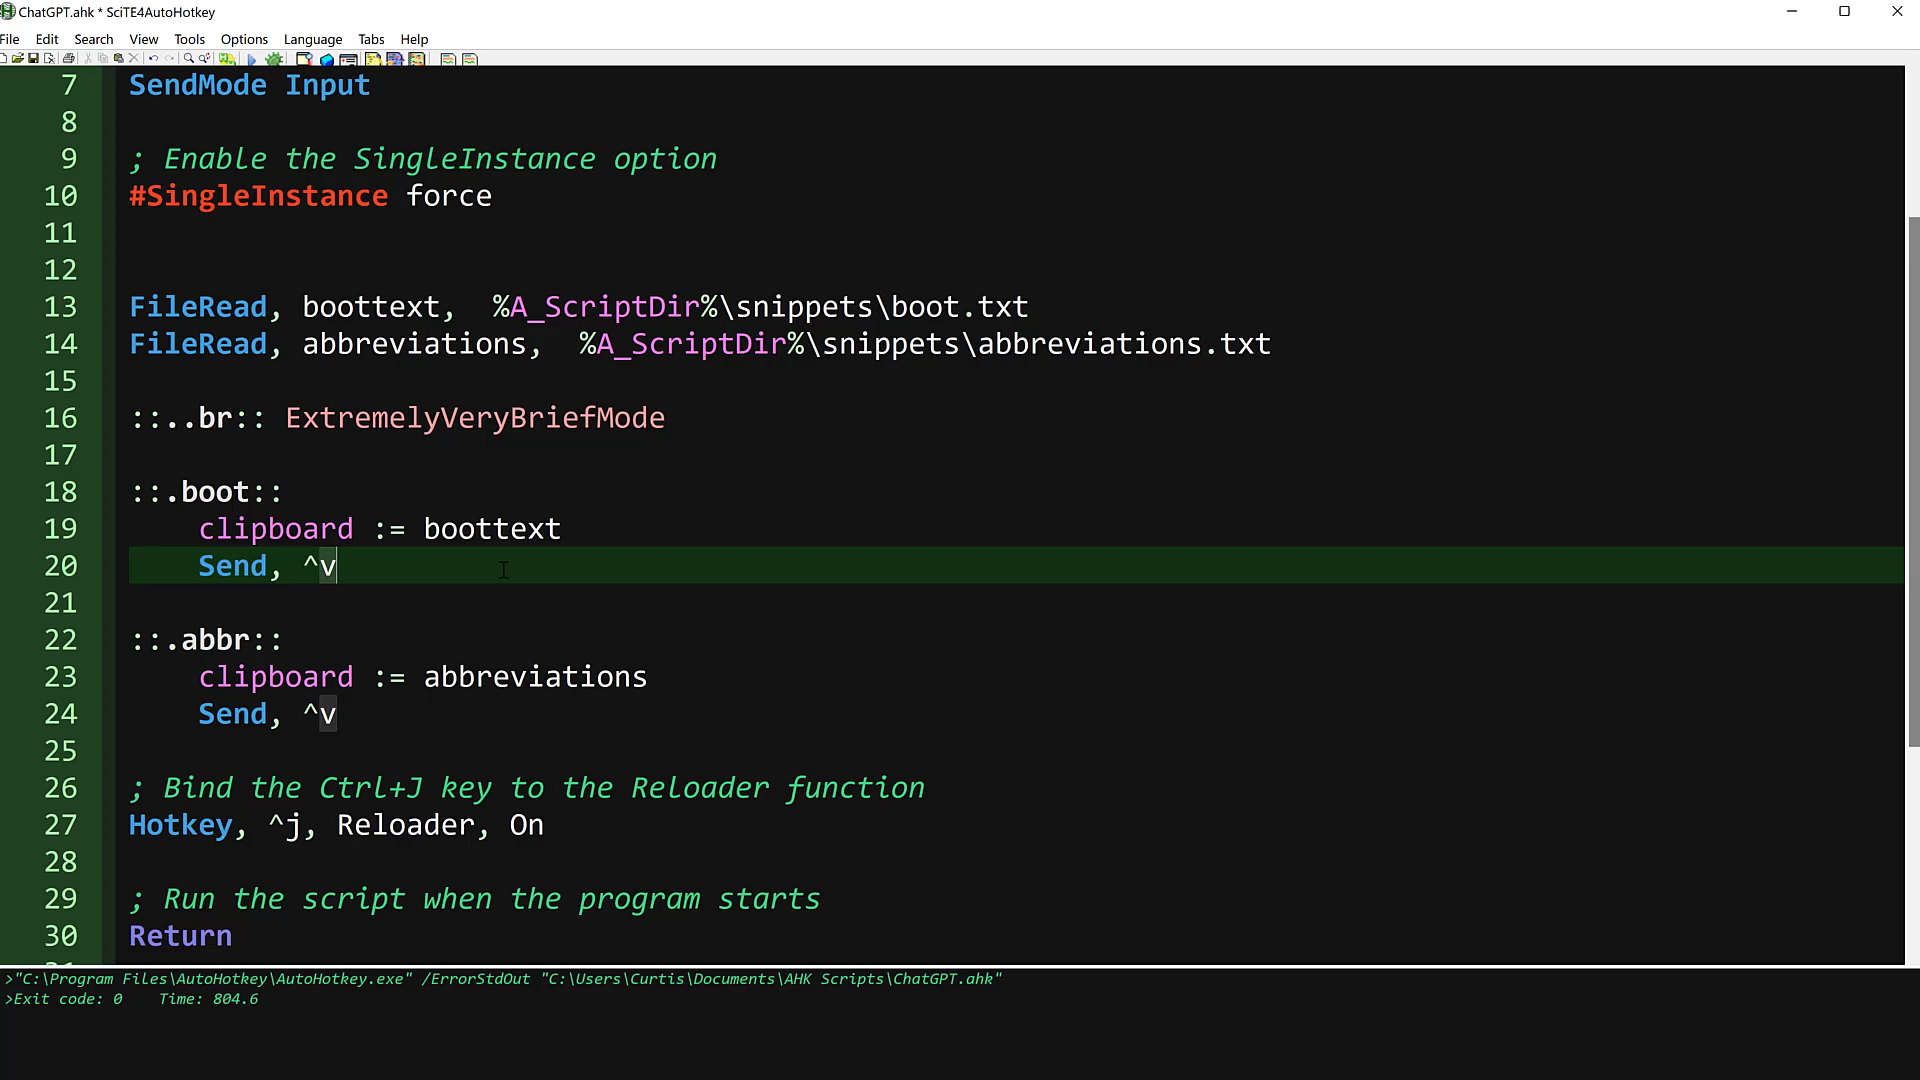 ChatGPT.ahk * SciTE4AutoHotkey
File Edit Search View Tools Options Language Tabs Help
7 SendMode Input
8
9 ; Enable the SingleInstance option
10 #SingleInstance force
11
12
13 FileRead, boottext,  %A_ScriptDir%\snippets\boot.txt
14 FileRead, abbreviations,  %A_ScriptDir%\snippets\abbreviations.txt
15
16 ::..br:: ExtremelyVeryBriefMode
17
18 ::.boot::
19     clipboard := boottext
20     Send, ^v
21
22 ::.abbr::
23     clipboard := abbreviations
24     Send, ^v
25
26 ; Bind the Ctrl+J key to the Reloader function
27 Hotkey, ^j, Reloader, On
28
29 ; Run the script when the program starts
30 Return
>"C:\Program Files\AutoHotkey\AutoHotkey.exe" /ErrorStdOut "C:\Users\Curtis\Documents\AHK Scripts\ChatGPT.ahk"
>Exit code: 0    Time: 804.6